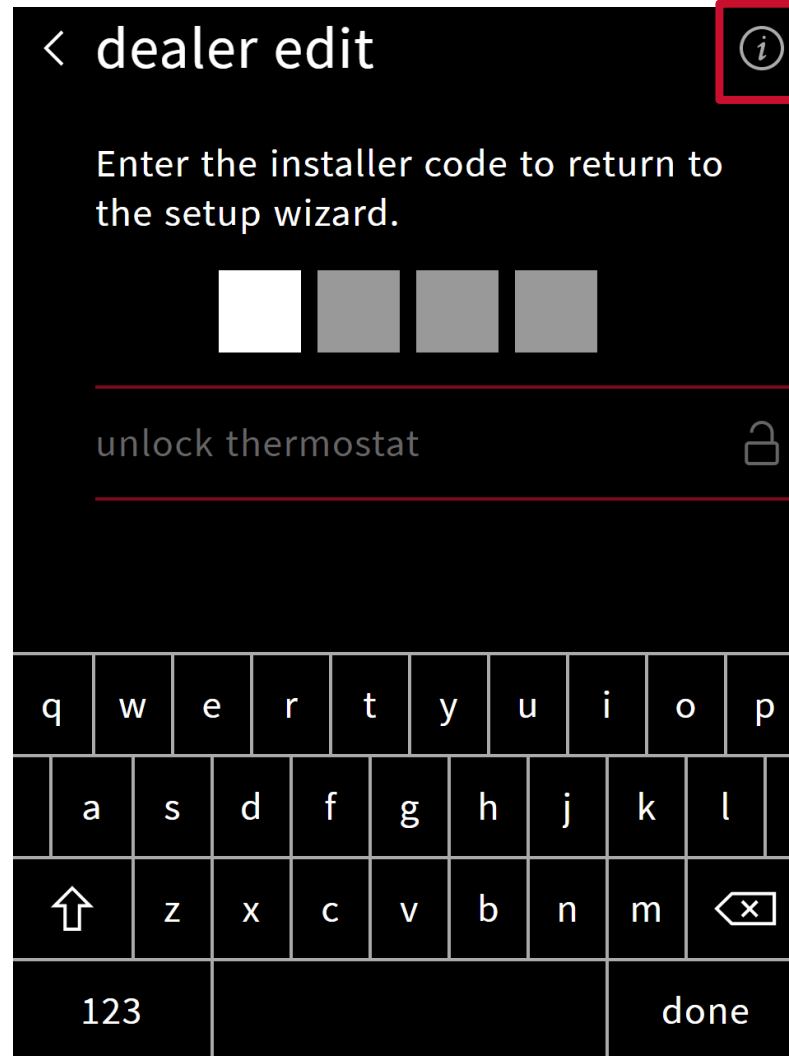 dealer edit
i
Enter the installer code to return to
the setup wizard.
unlock thermostat
q w e r t y u i o p
a s d f g h j k l
z x c v b n m
123 done